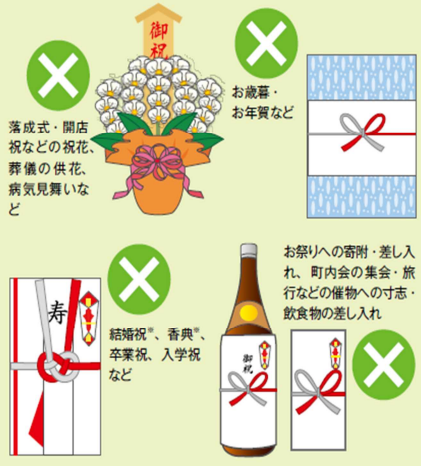 御祝
落成式・開店
祝などの祝花、
葬儀の供花、
病気見舞いな
ど
お歳暮・
お年賀など
寿
結婚祝※、香典※、
卒業祝、入学祝
など
お祭りへの寄附・差し入
れ、町内会の集会・旅
行などの催物への寸志・
飲食物の差し入れ
御祝